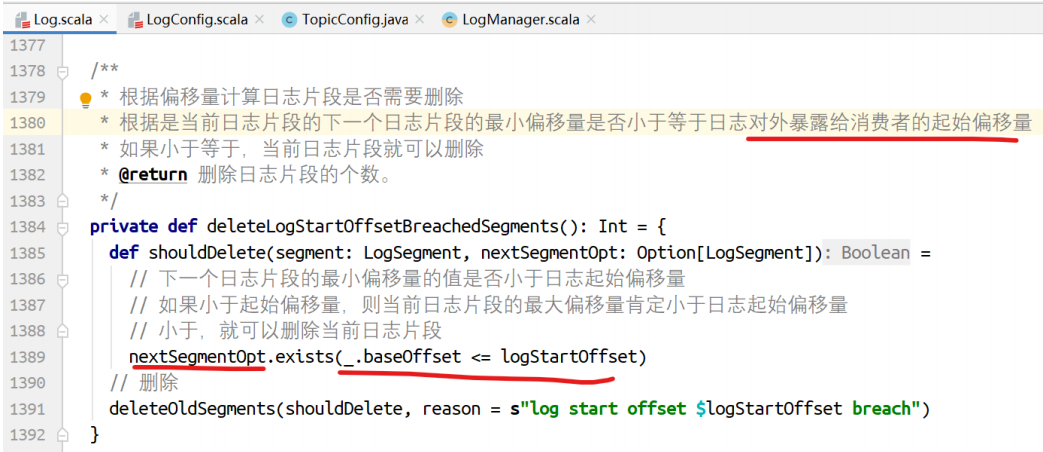 Log.scala × LogConfig.scala × TopicConfig.java × LogManager.scala ×
1377
1378 /**
1379 * 根据偏移量计算日志片段是否需要删除
1380 * 根据是当前日志片段的下一个日志片段的最小偏移量是否小于等于日志对外暴露给消费者的起始偏移量
1381 * 如果小于等于，当前日志片段就可以删除
1382 * @return 删除日志片段的个数。
1383 */
1384 private def deleteLogStartOffsetBreachedSegments(): Int = {
1385 def shouldDelete(segment: LogSegment, nextSegmentOpt: Option[LogSegment]): Boolean =
1386 // 下一个日志片段的最小偏移量的值是否小于日志起始偏移量
1387 // 如果小于起始偏移量，则当前日志片段的最大偏移量肯定小于日志起始偏移量
1388 // 小于，就可以删除当前日志片段
1389 nextSegmentOpt.exists(_.baseOffset <= logStartOffset)
1390 // 删除
1391 deleteOldSegments(shouldDelete, reason = s"log start offset $logStartOffset breach")
1392 }